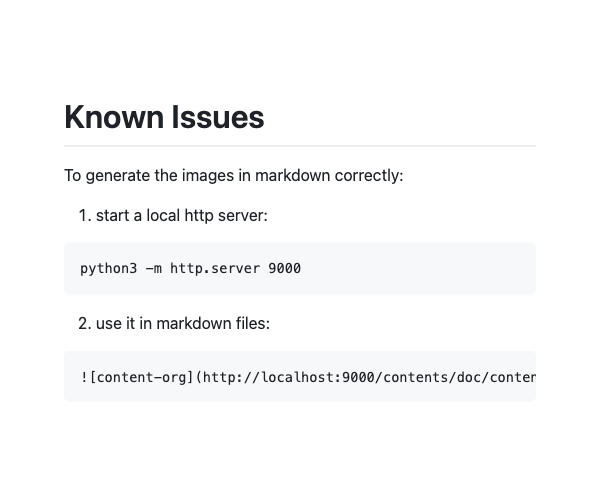 Known Issues
To generate the images in markdown correctly:
1. start a local http server:
python3 -m http.server 9000
2. use it in markdown files:
![content-org](http://localhost:9000/contents/doc/conten